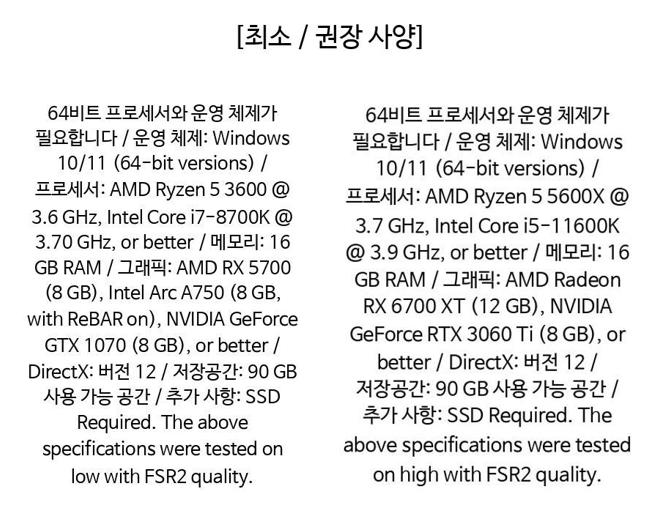 [최소 / 권장 사양]
64비트 프로세서와 운영 체제가
필요합니다 / 운영 체제: Windows
10/11 (64-bit versions) /
프로세서: AMD Ryzen 5 3600 @
3.6 GHz, Intel Core i7-8700K @
3.70 GHz, or better / 메모리: 16
GB RAM / 그래픽: AMD RX 5700
(8 GB), Intel Arc A750 (8 GB,
with ReBAR on), NVIDIA GeForce
GTX 1070 (8 GB), or better /
DirectX: 버전 12 / 저장공간: 90 GB
사용 가능 공간 / 추가 사항: SSD
Required. The above
specifications were tested on
low with FSR2 quality.
64비트 프로세서와 운영 체제가
필요합니다 / 운영 체제: Windows
10/11 (64-bit versions) /
프로세서: AMD Ryzen 5 5600X @
3.7 GHz, Intel Core i5-11600K
@ 3.9 GHz, or better / 메모리: 16
GB RAM / 그래픽: AMD Radeon
RX 6700 XT (12 GB), NVIDIA
GeForce RTX 3060 Ti (8 GB), or
better / DirectX: 버전 12 /
저장공간: 90 GB 사용 가능 공간 /
추가 사항: SSD Required. The
above specifications were tested
on high with FSR2 quality.